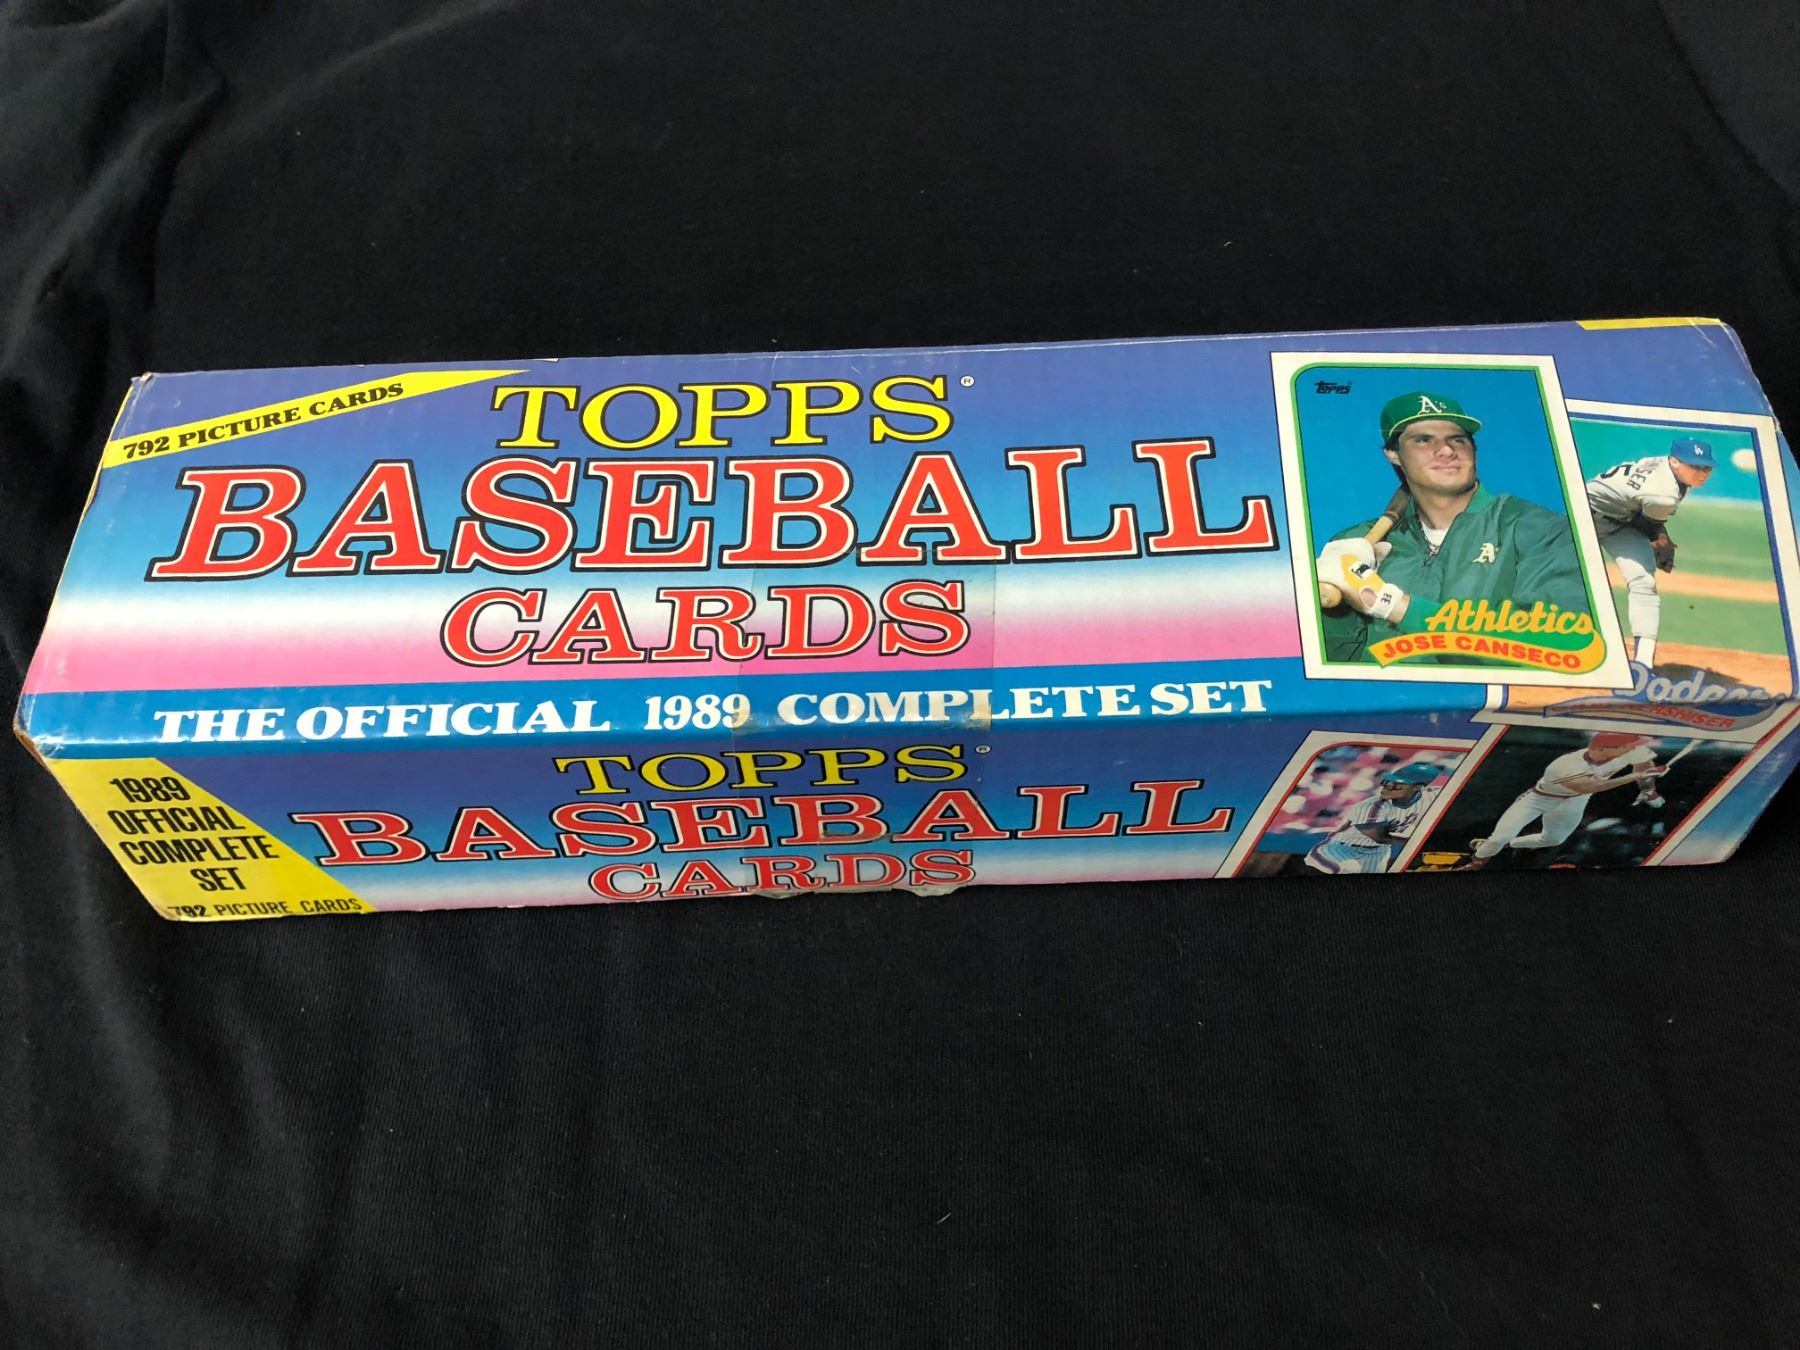 792 PICTURE CARDS
TOPPS®
BASEBALL
CARDS
THE OFFICIAL 1989 COMPLETE SET
Topps
A's
A's
Athletics
JOSE CANSECO
LA
Dodgers
1989
OFFICIAL
COMPLETE
SET
792 PICTURE CARDS
TOPPS®
BASEBALL
CARDS